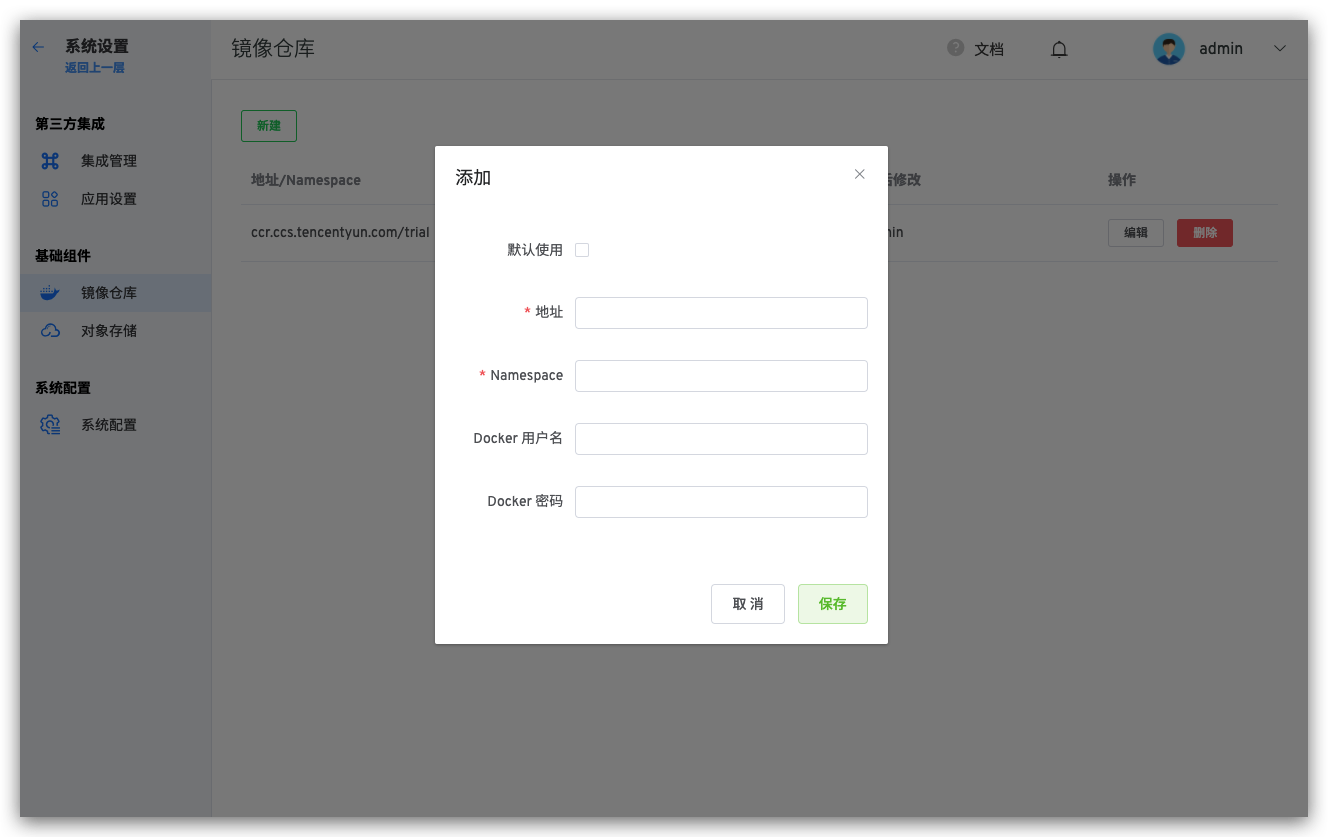 系统设置
返回上一层
镜像仓库
文档
admin
第三方集成
集成管理
应用设置
基础组件
镜像仓库
对象存储
系统配置
系统配置
新建
地址/Namespace
后修改
操作
ccr.ccs.tencentyun.com/trial
编辑
删除
添加
默认使用
* 地址
* Namespace
Docker 用户名
Docker 密码
取 消
保存